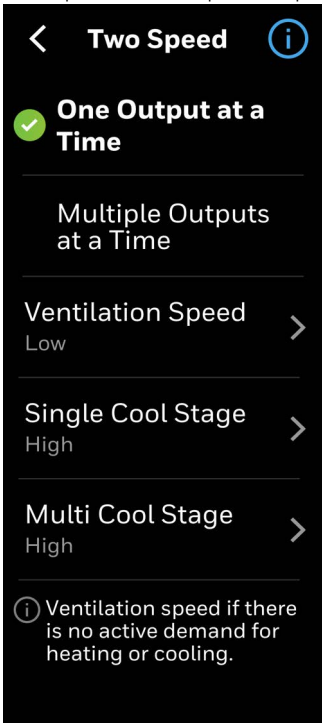 Two Speed
One Output at a
Time
Multiple Outputs
at a Time
Ventilation Speed
Low
Single Cool Stage
High
Multi Cool Stage
High
Ventilation speed if there
is no active demand for
heating or cooling.